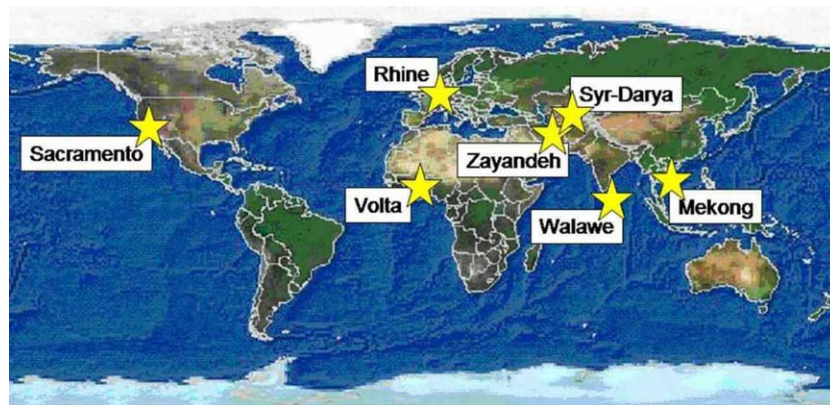 Rhine
Syr-Darya
Sacramento
Zayandeh
Volta
Walawe
Mekong